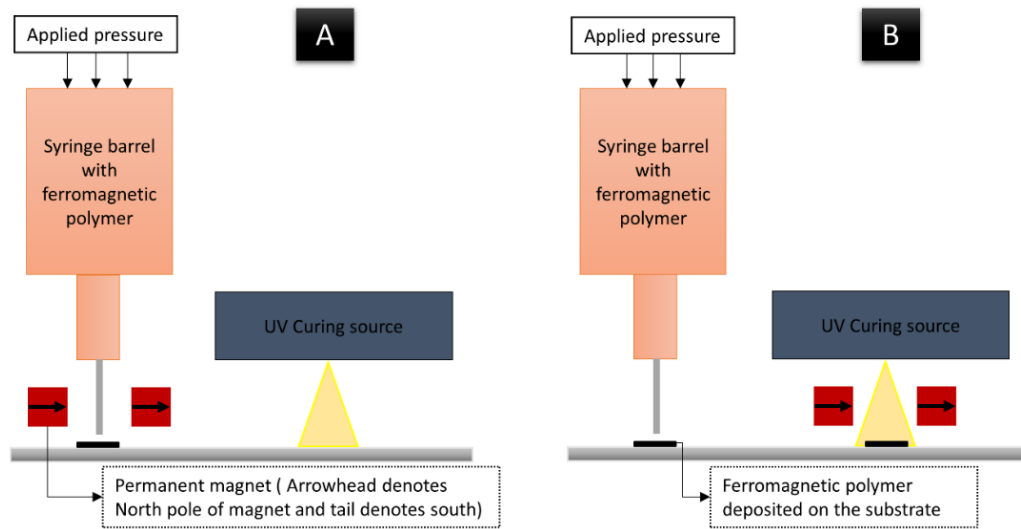 Applied pressure
A
Syringe barrel
with
ferromagnetic
polymer
UV Curing source
Permanent magnet ( Arrowhead denotes
North pole of magnet and tail denotes south)
Applied pressure
B
Syringe barrel
with
ferromagnetic
polymer
UV Curing source
Ferromagnetic polymer
deposited on the substrate